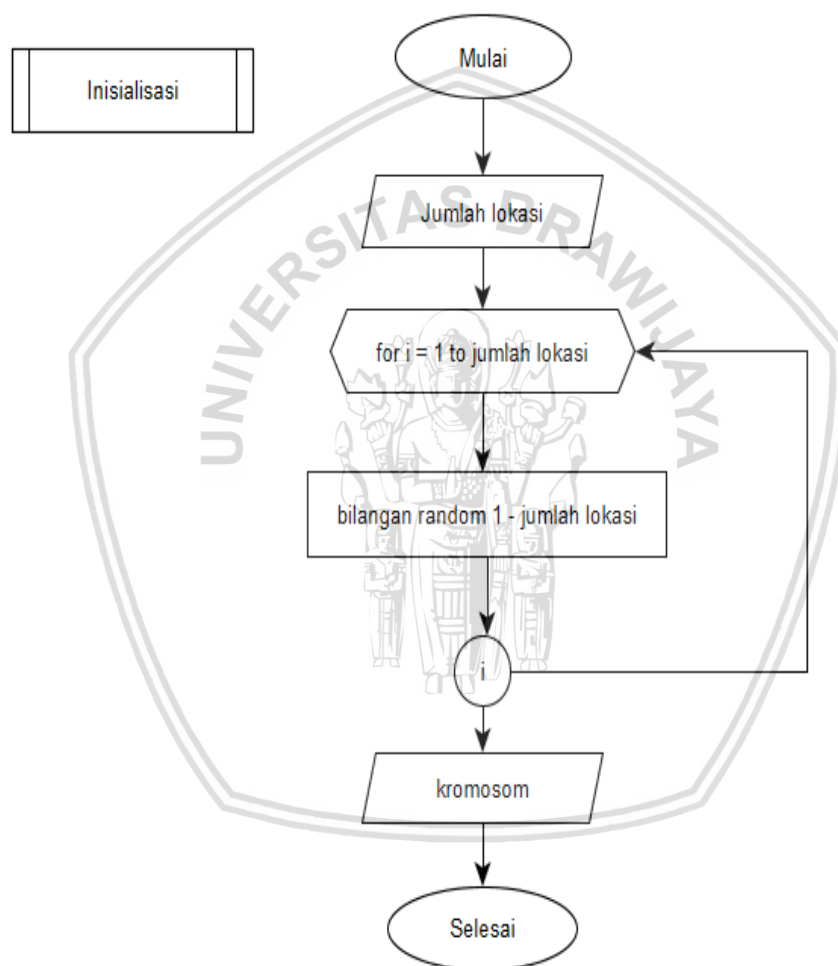 Mulai
Inisialisasi
Jumlah lokasi
UNIVERSITAS BRAWIJAYA
for i = 1 to jumlah lokasi
bilangan random 1 - jumlah lokasi
i
kromosom
Selesai